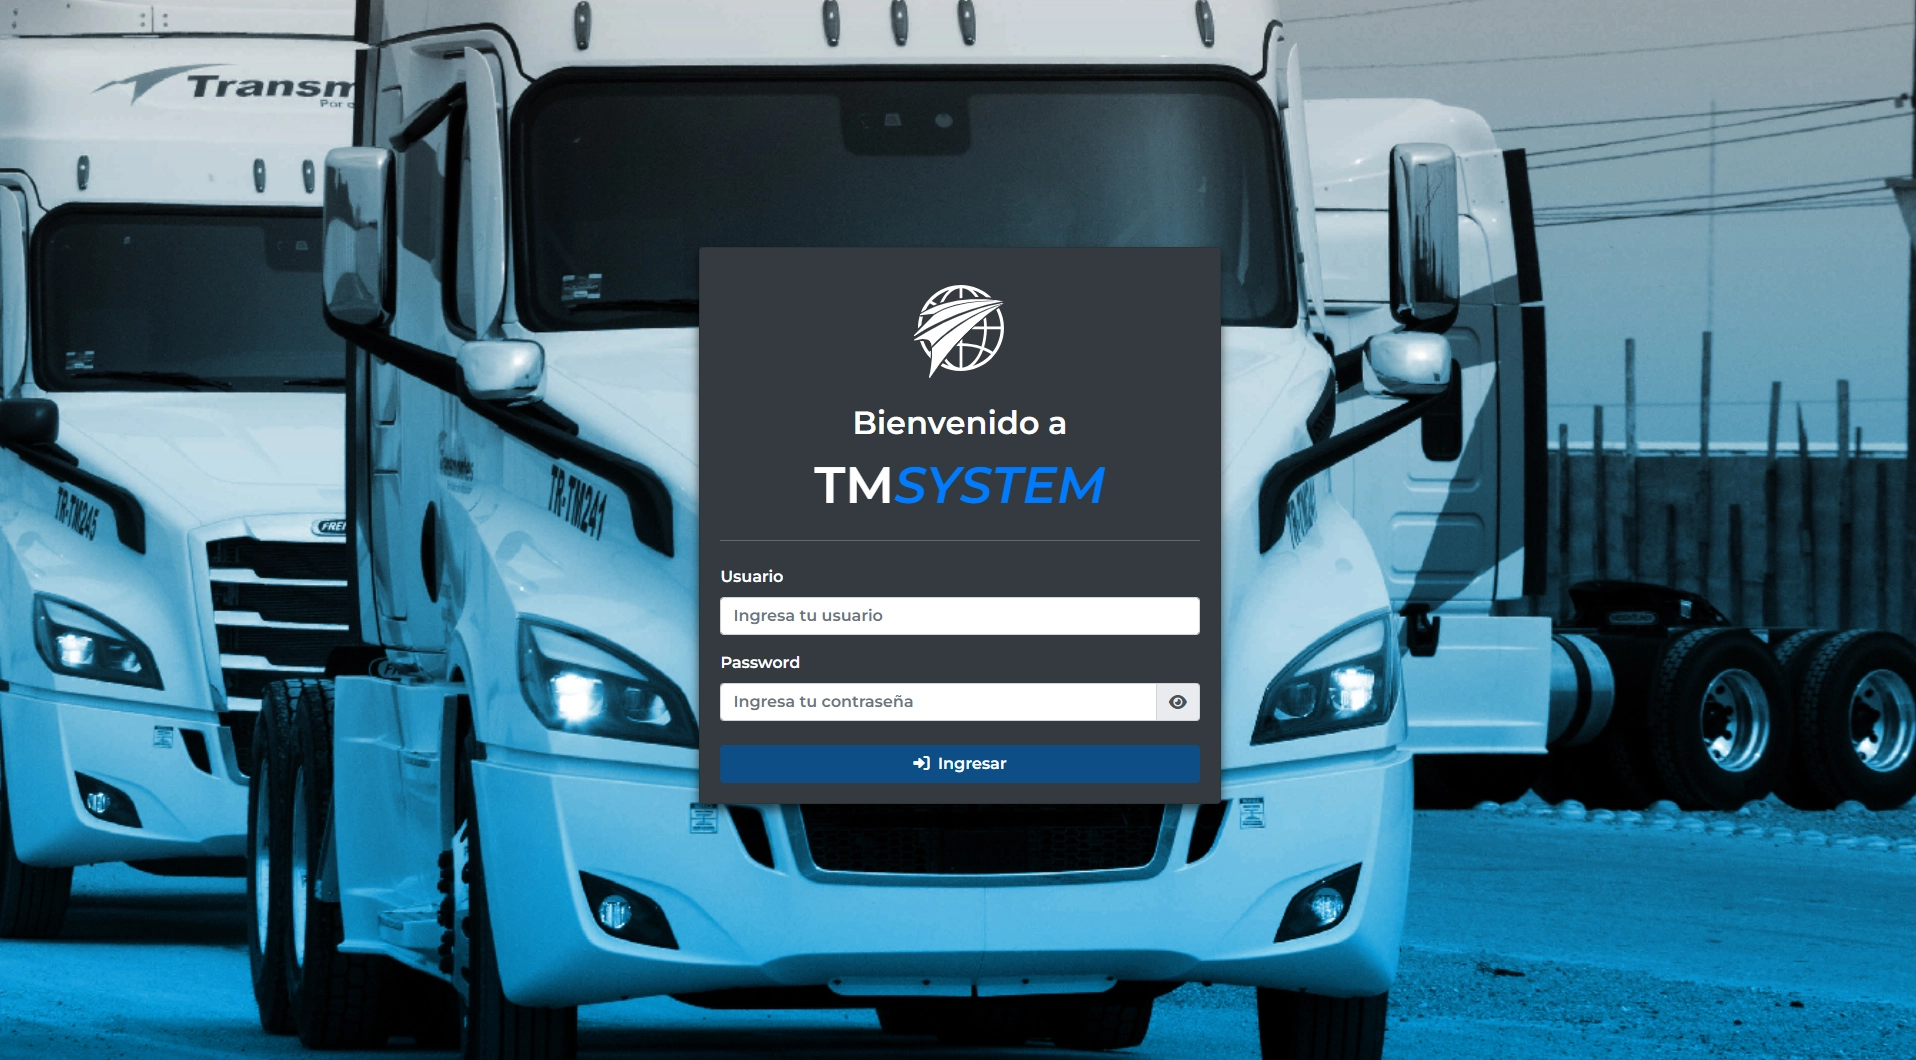 Bienvenido a
TMSYSTEM
Usuario
Ingresa tu usuario
Password
Ingresa tu contraseña
Ingresar
Transm
Por
TR-TM245
TR-TM241
FREI